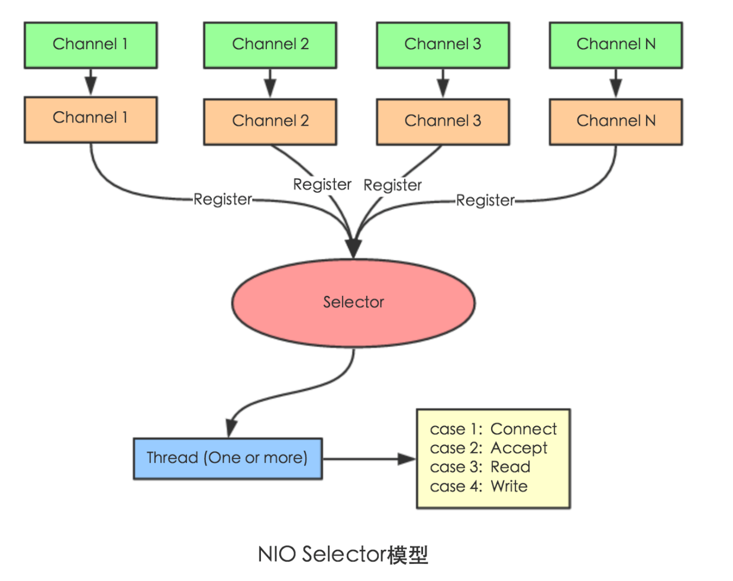 Channel 1
Channel 2
Channel 3
Channel N
Channel 1
Channel 2
Channel 3
Channel N
Register
Register
Register
Register
Selector
Thread (One or more)
case 1: Connect
case 2: Accept
case 3: Read
case 4: Write
NIO Selector模型